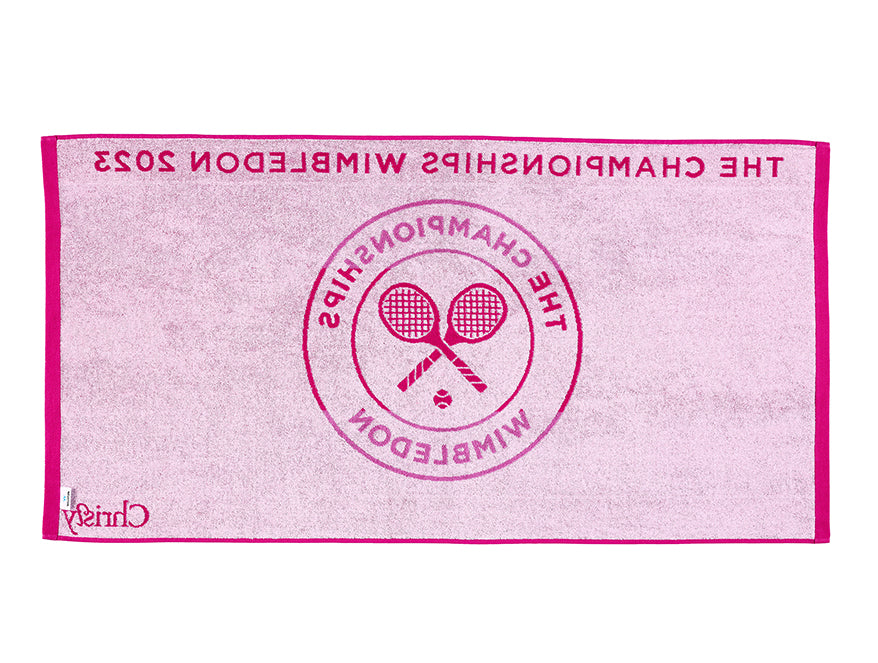 THE CHAMPIONSHIPS WIMBLEDON 2023
THE CHAMPIONSHIPS
WIMBLEDON
Christy